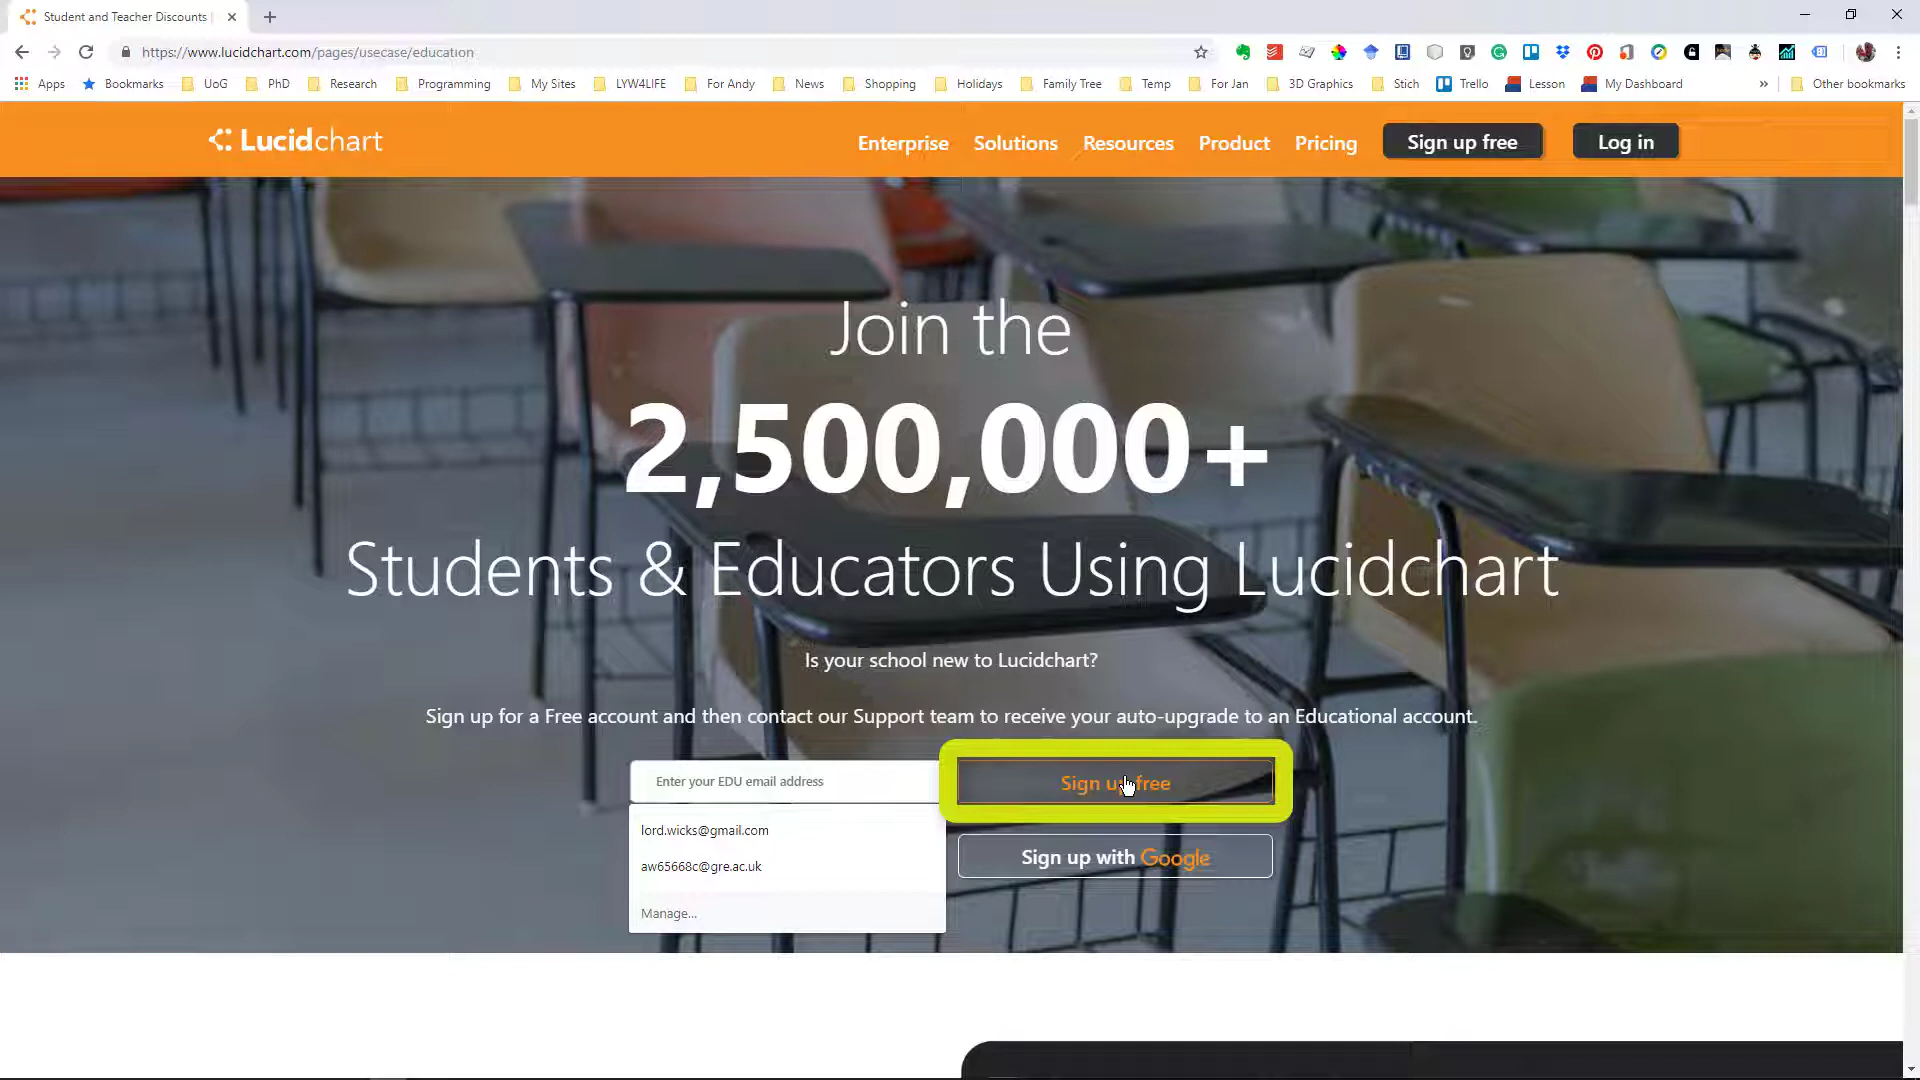 Student and Teacher Discounts |
https://www.lucidchart.com/pages/usecase/education
Apps Bookmarks UoG PhD Research Programming My Sites LYW4LIFE For Andy News Shopping Holidays Family Tree Temp For Jan 3D Graphics Stich Trello Lesson My Dashboard » Other bookmarks
Lucidchart Enterprise Solutions Resources Product Pricing Sign up free Log in
Join the
2,500,000+
Students & Educators Using Lucidchart
Is your school new to Lucidchart?
Sign up for a Free account and then contact our Support team to receive your auto-upgrade to an Educational account.
Enter your EDU email address Sign up free
lord.wicks@gmail.com
Sign up with Google
aw65668c@gre.ac.uk
Manage...